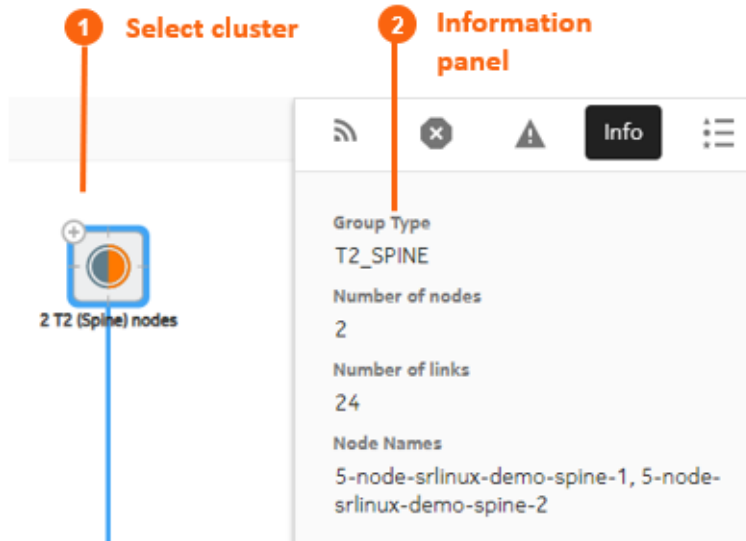 1 Select cluster
2 Information
panel
Info
2 T2 (Spine) nodes
Group Type
T2_SPINE
Number of nodes
2
Number of links
24
Node Names
5-node-srlinux-demo-spine-1, 5-node-
srlinux-demo-spine-2